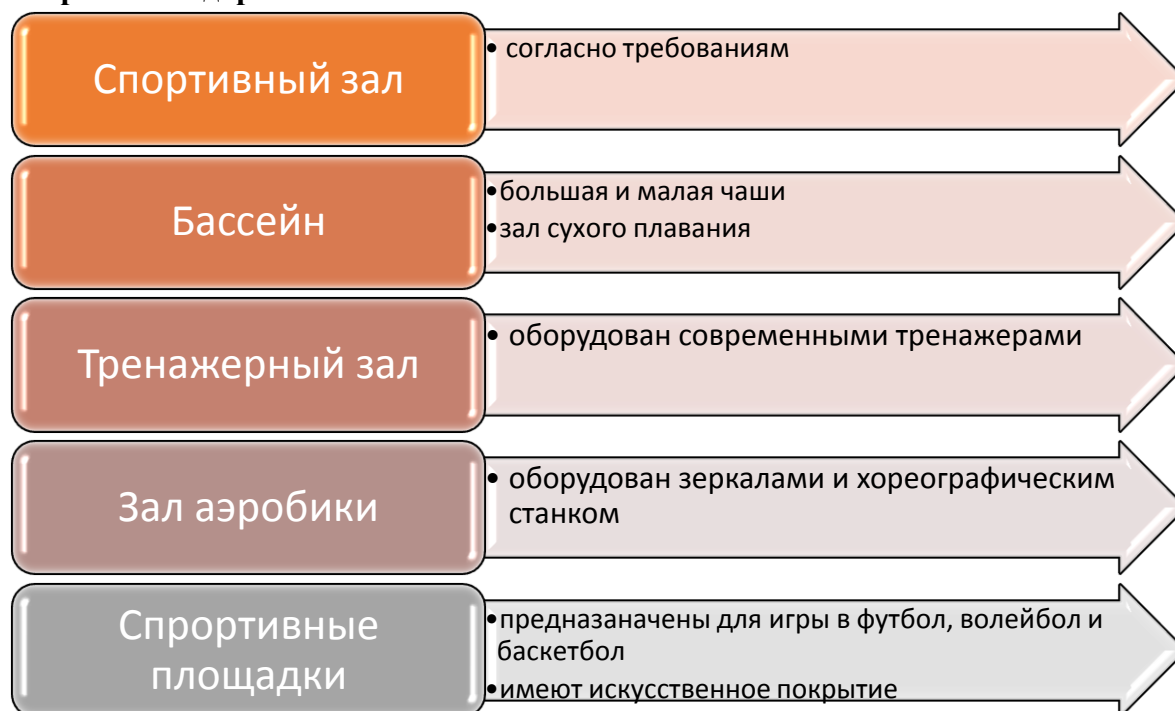 Спортивный зал
• согласно требованиям
Бассейн
•большая и малая чаши
•зал сухого плавания
Тренажерный зал
• оборудован современными тренажерами
Зал аэробики
• оборудован зеркалами и хореографическим
станком
Спрортивные
площадки
•предназаначены для игры в футбол, волейбол и
баскетбол
•имеют искусственное покрытие